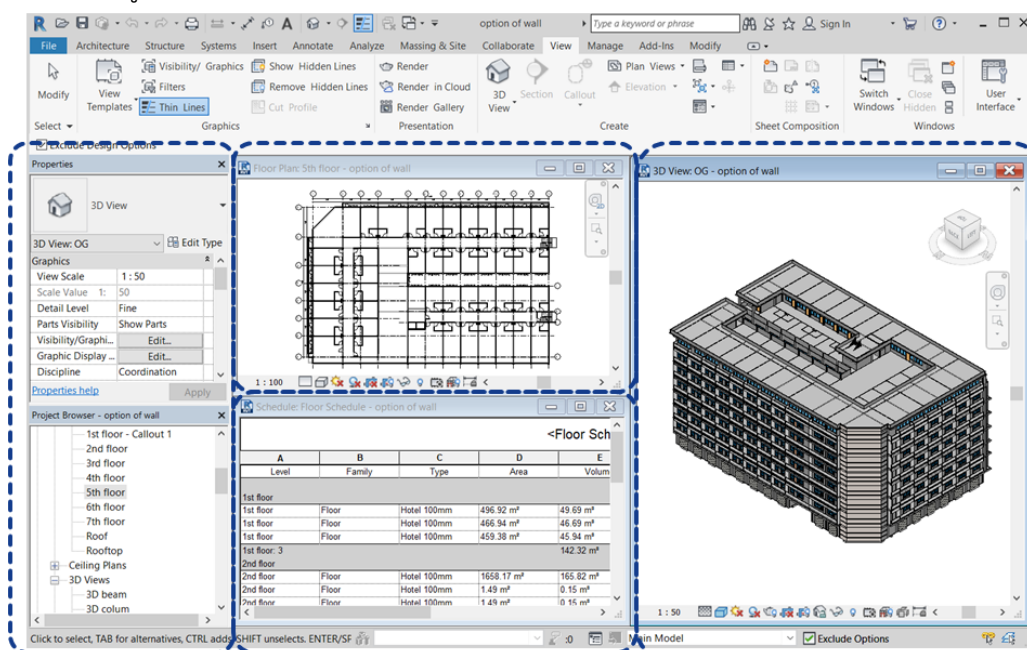 option of wall
Type a keyword or phrase
Sign In
File Architecture Structure Systems Insert Annotate Analyze Massing & Site Collaborate View Manage Add-Ins Modify
Modify
View Templates
Visibility/ Graphics
Filters
Thin Lines
Show Hidden Lines
Remove Hidden Lines
Cut Profile
Render
Render in Cloud
Render Gallery
3D View
Section
Callout
Plan Views
Elevation
Switch Windows
Close Hidden
User Interface
Select
Graphics
Presentation
Create
Sheet Composition
Windows
Exclude Design Options
Properties
3D View
3D View: OG
Edit Type
Graphics
View Scale 1 : 50
Scale Value 1: 50
Detail Level Fine
Parts Visibility Show Parts
Visibility/Graphi... Edit...
Graphic Display ... Edit...
Discipline Coordination
Properties help
Apply
Project Browser - option of wall
1st floor - Callout 1
2nd floor
3rd floor
4th floor
5th floor
6th floor
7th floor
Roof
Rooftop
Ceiling Plans
3D Views
3D beam
3D colum
Floor Plan: 5th floor - option of wall
1 : 100
Schedule: Floor Schedule - option of wall
<Floor Sch
A B C D E
Level Family Type Area Volum
1st floor
1st floor Floor Hotel 100mm 496.92 m² 49.69 m³
1st floor Floor Hotel 100mm 466.94 m² 46.69 m³
1st floor Floor Hotel 100mm 459.38 m² 45.94 m³
1st floor: 3 142.32 m³
2nd floor
2nd floor Floor Hotel 100mm 1658.17 m² 165.82 m³
2nd floor Floor Hotel 100mm 1.49 m² 0.15 m³
2nd floor Floor Hotel 100mm 1.49 m² 0.15 m³
3D View: OG - option of wall
LEFT
1 : 50
Click to select, TAB for alternatives, CTRL adds, SHIFT unselects. ENTER/SF
:0
Main Model
Exclude Options